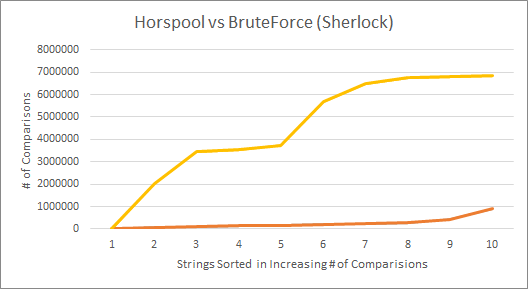 Horspool vs BruteForce (Sherlock)
8000000
7000000
6000000
5000000
4000000
3000000
2000000
1000000
0
# of Comparisons
1 2 3 4 5 6 7 8 9 10
Strings Sorted in Increasing # of Comparisions